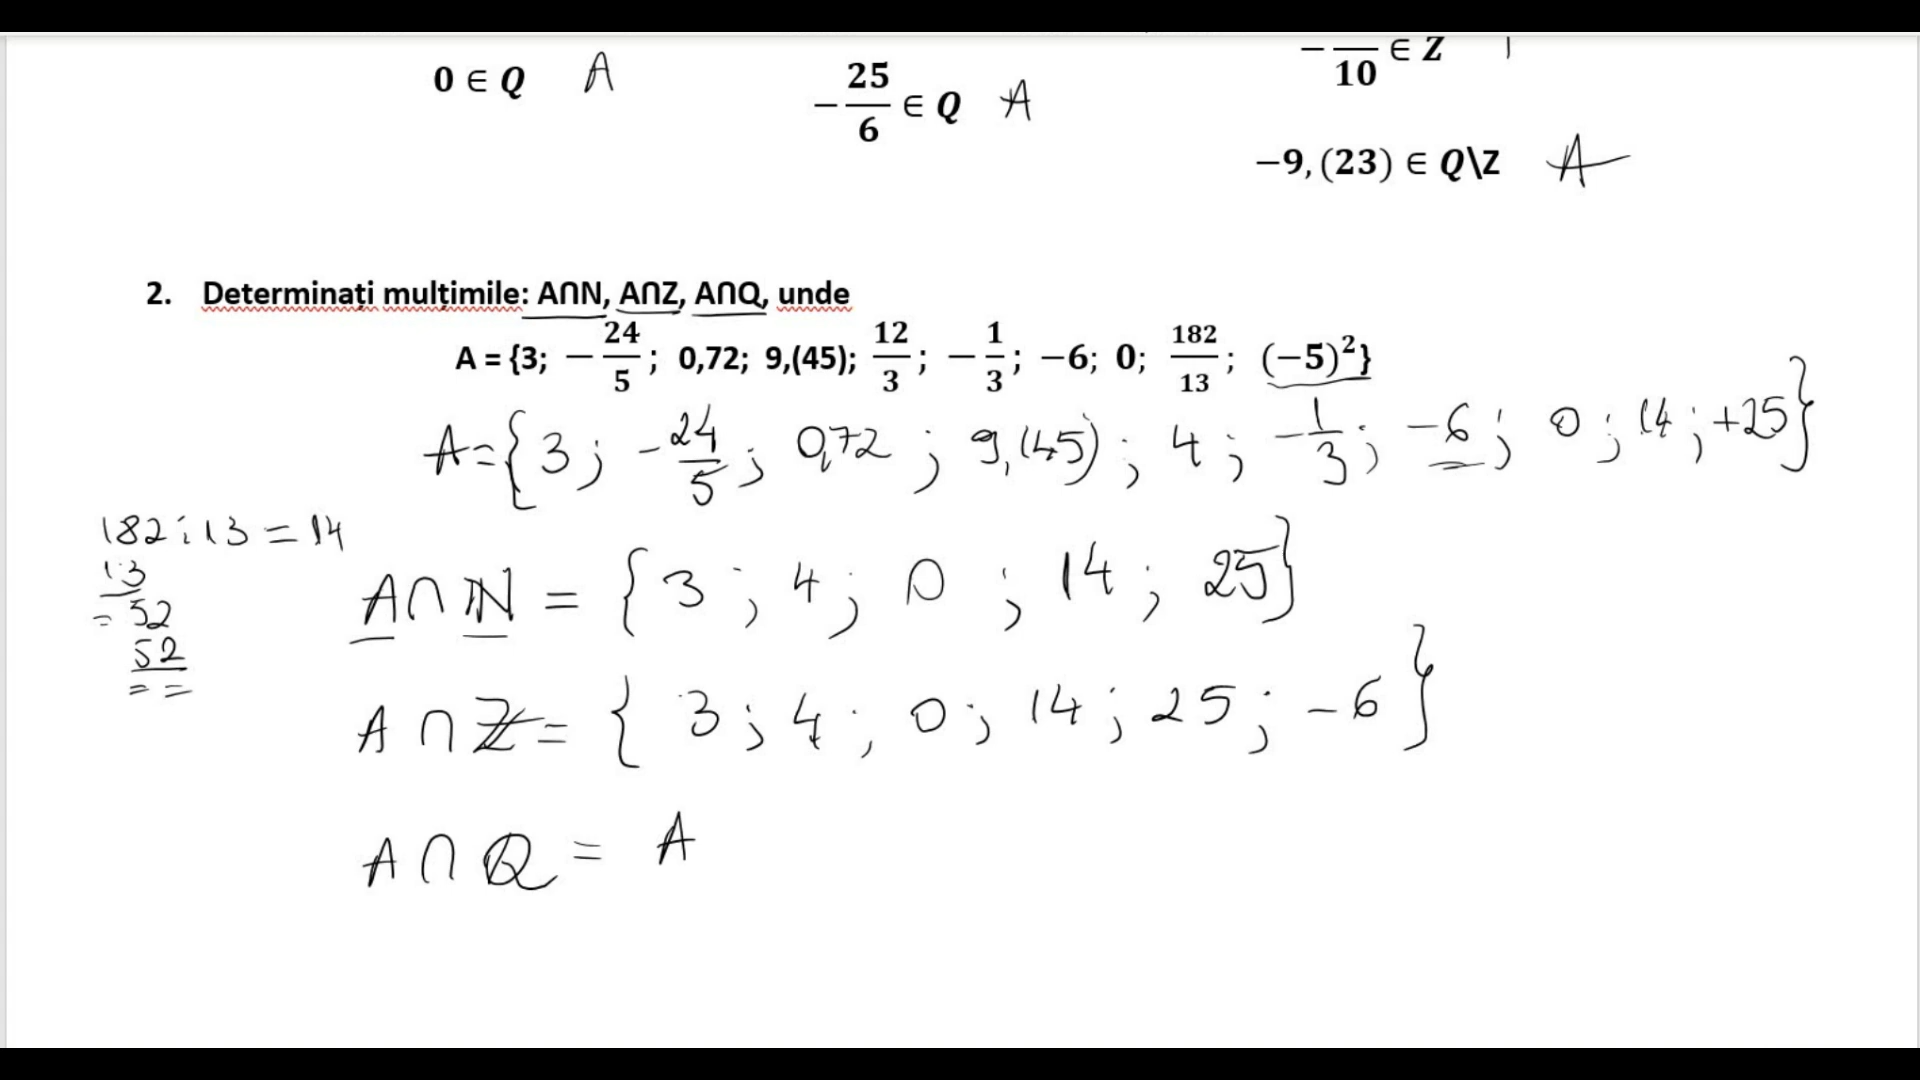 0 ∈ Q A
-25/6 ∈ Q A
10 ∈ Z
-9,(23) ∈ Q\Z A
2. Determinați mulțimile: A∩N, A∩Z, A∩Q, unde
A = {3; -24/5; 0,72; 9,(45); 12/3; -1/3; -6; 0; 182/13; (-5)²}
A={3; -24/5; 0,72; 9,(45); 4; -1/3; -6; 0; 14; +25}
182:13=14
13
=52
52
==
A∩N = {3; 4; 0; 14; 25}
A∩Z= {3; 4; 0; 14; 25; -6}
A∩Q = A